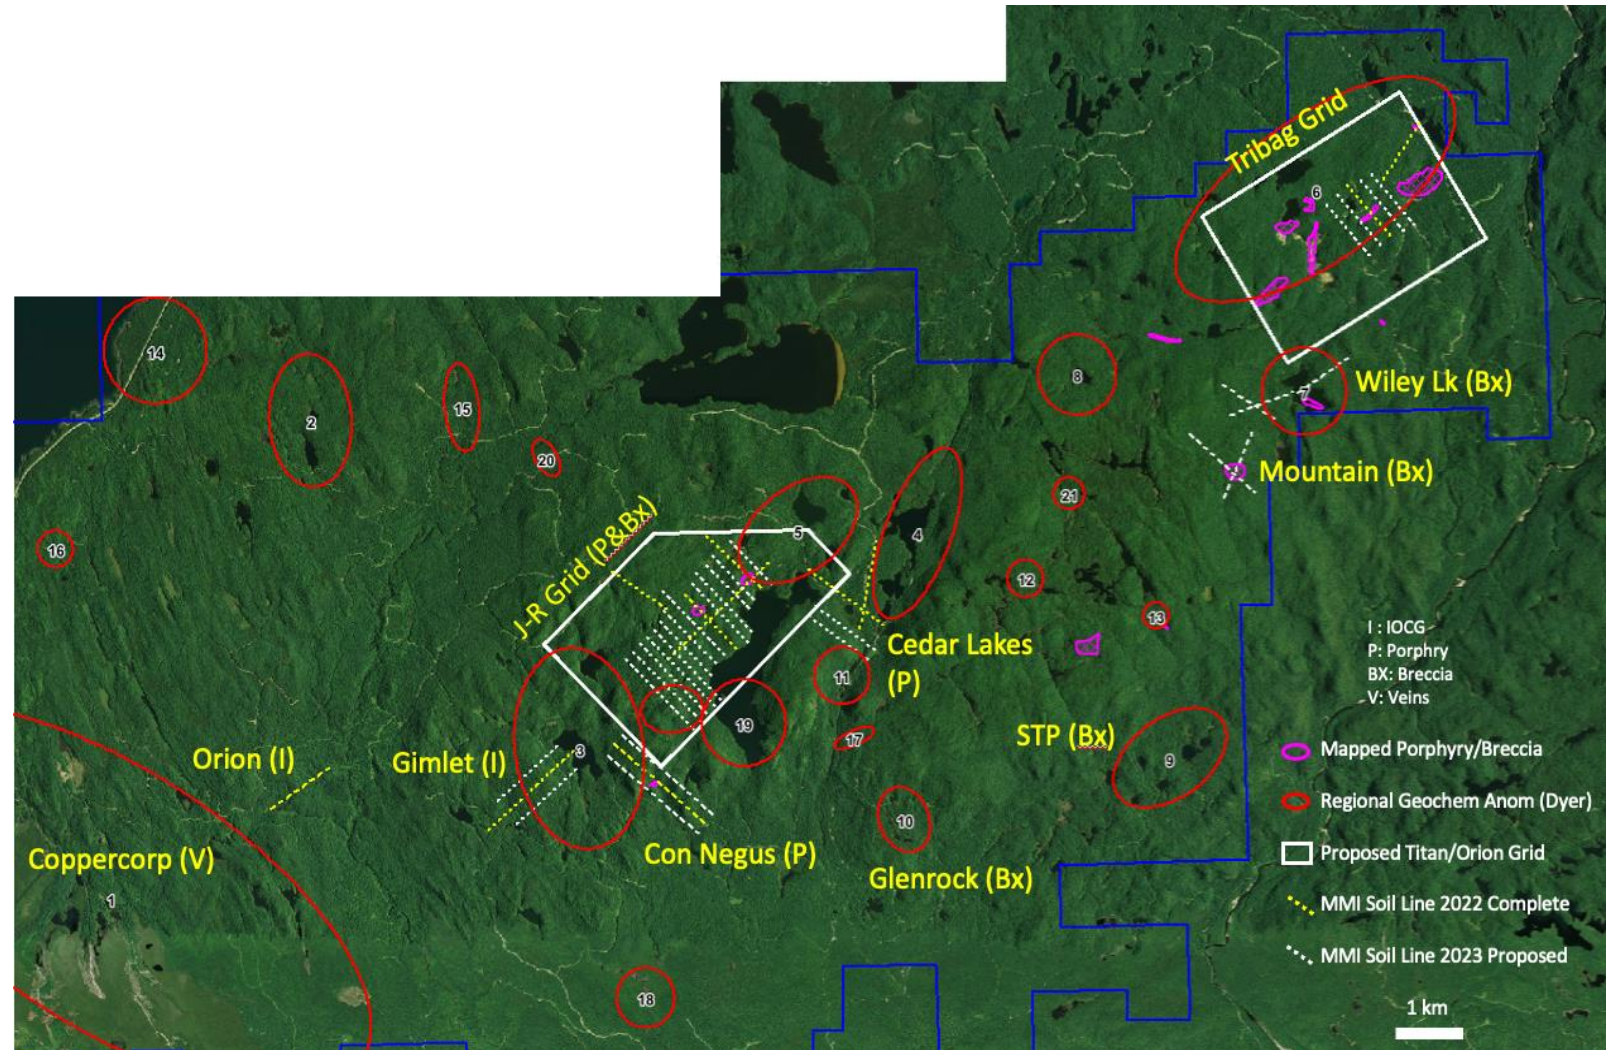 Tribag Grid
6
14
8
Wiley Lk (Bx)
7
2
15
20
Mountain (Bx)
21
J-R Grid (P&Bx)
5
4
16
12
13
Cedar Lakes
(P)
I : IOCG
P: Porphry
BX: Breccia
V: Veins
11
19
17
STP (Bx)
9
Orion (I)
Gimlet (I)
3
Mapped Porphyry/Breccia
Regional Geochem Anom (Dyer)
10
Con Negus (P)
Coppercorp (V)
Proposed Titan/Orion Grid
Glenrock (Bx)
1
MMI Soil Line 2022 Complete
MMI Soil Line 2023 Proposed
18
1 km